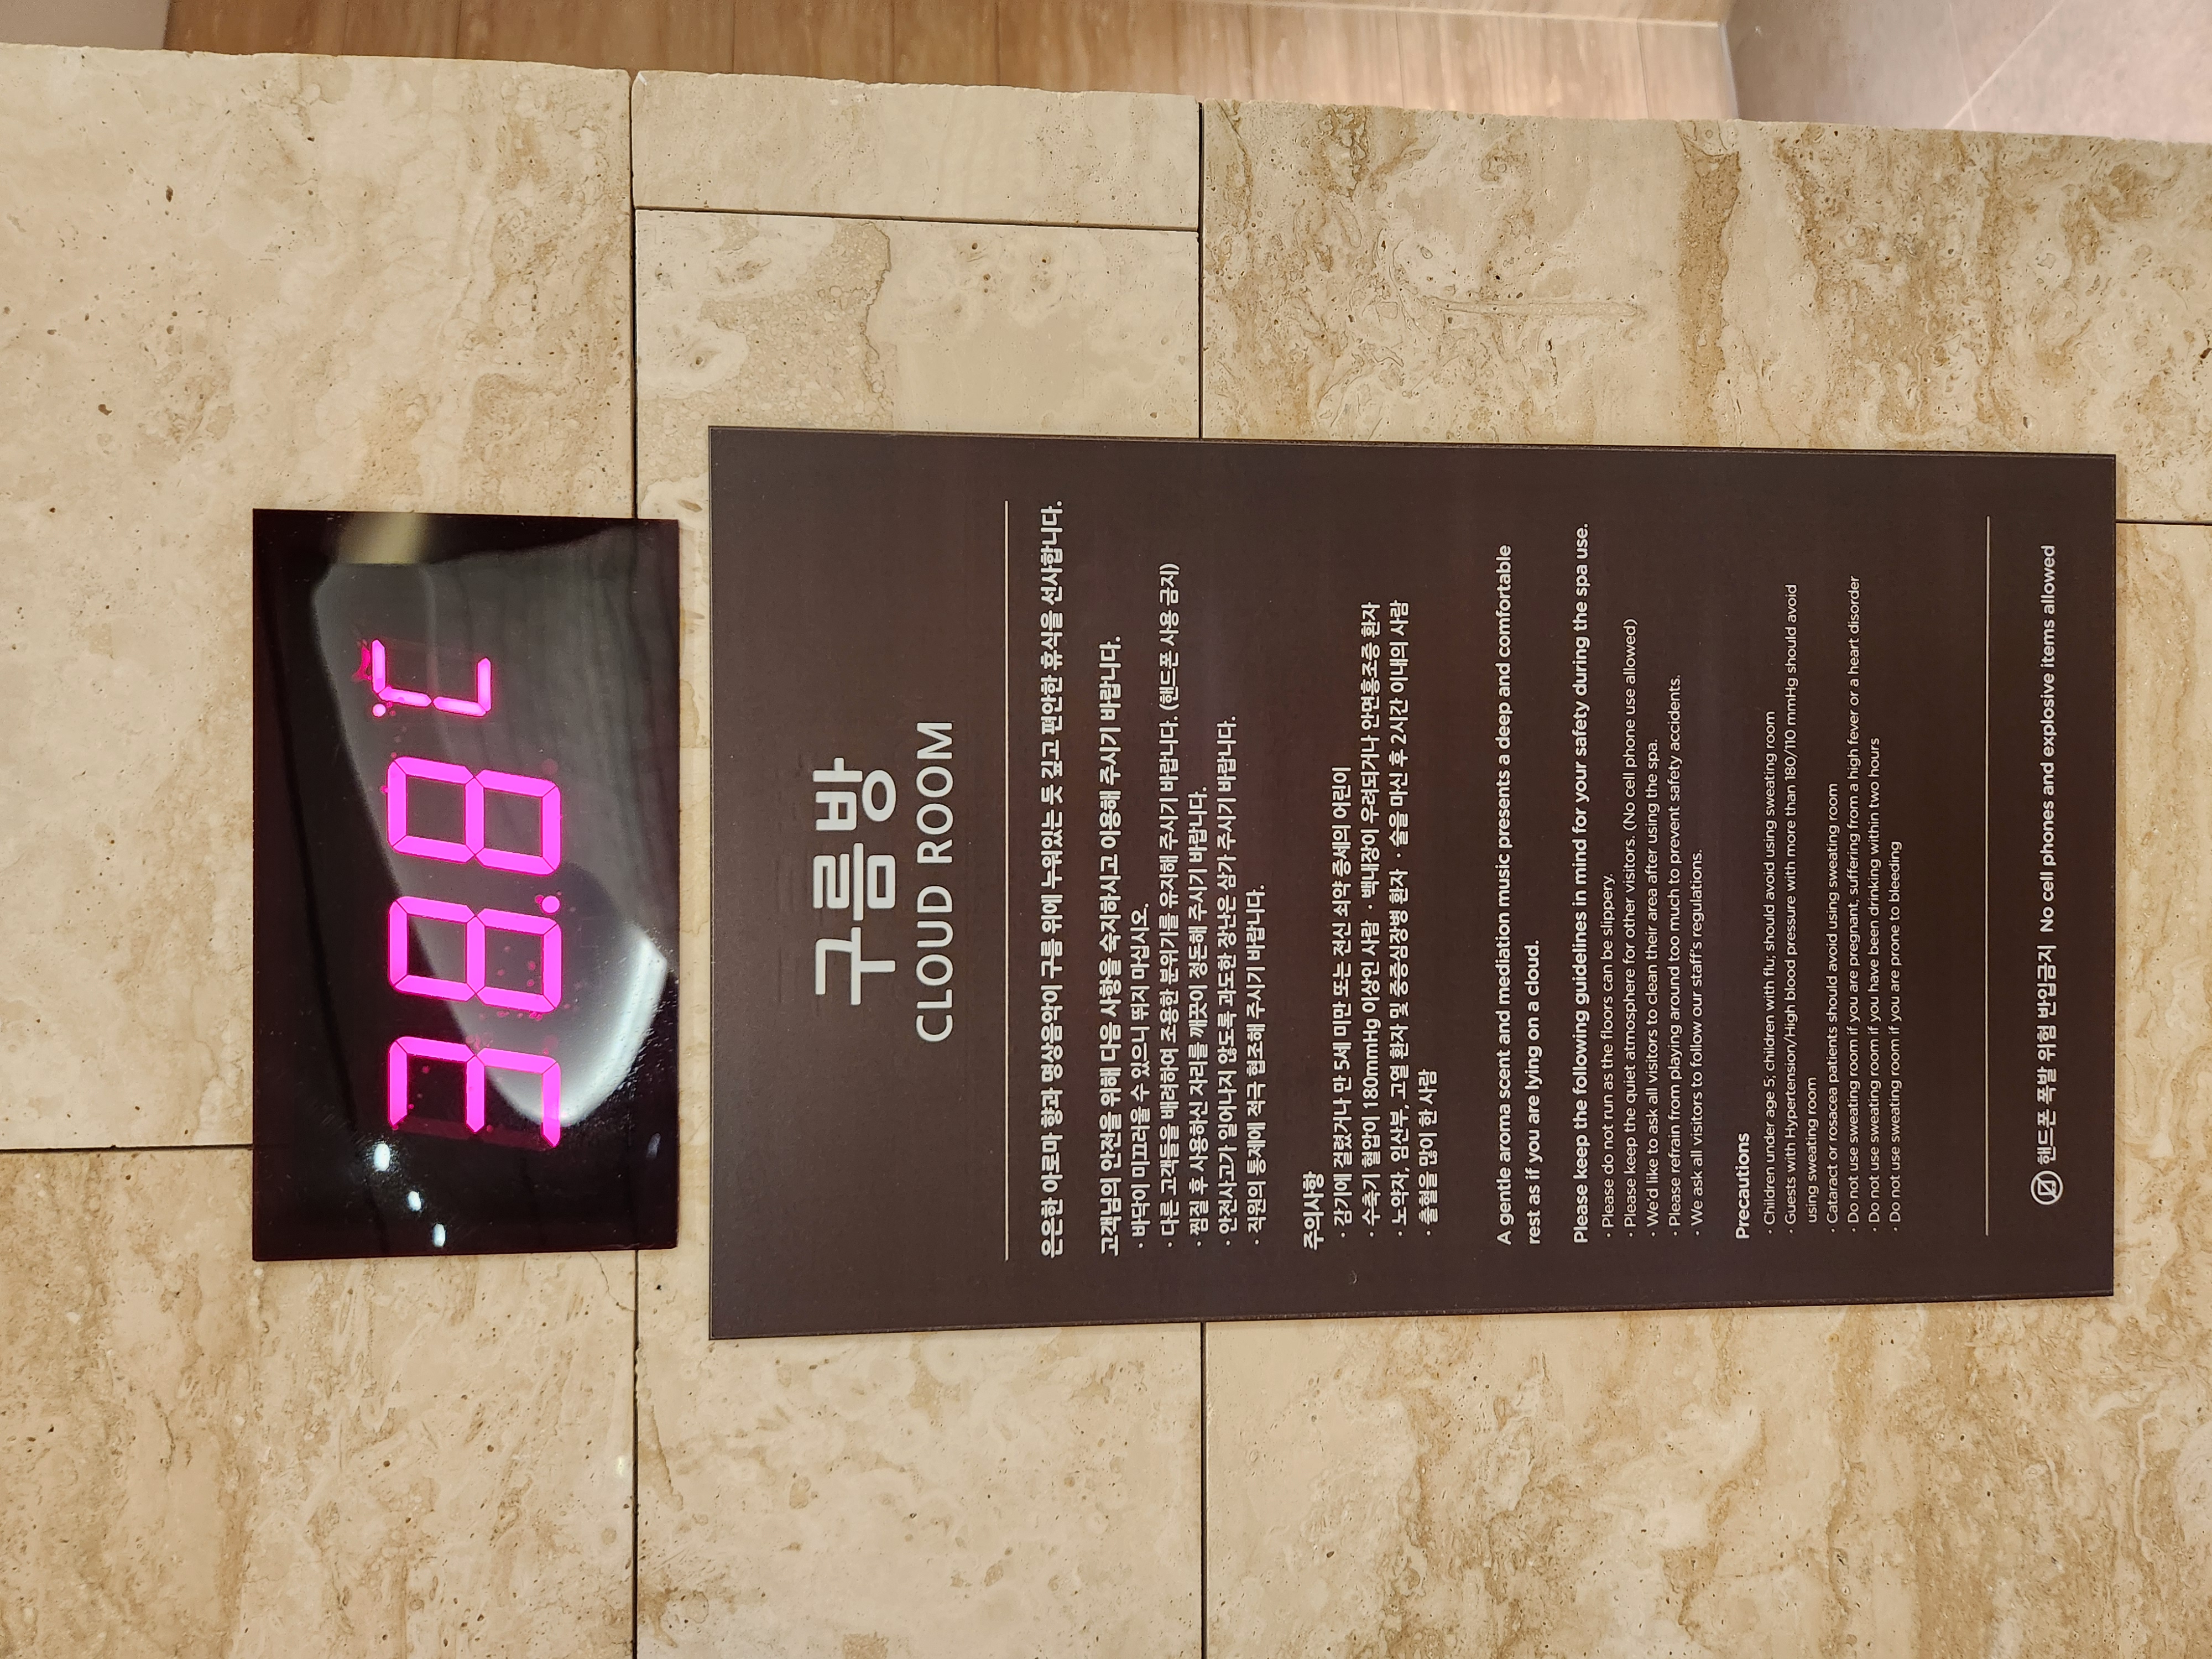 38.8℃
구름방
CLOUD ROOM
은은한 아로마 향과 명상음악이 구름 위에 누워있는 듯 깊고 편안한 휴식을 선사합니다.
고객님의 안전을 위해 다음 사항을 숙지하시고 이용해 주시기 바랍니다.
· 바닥이 미끄러울 수 있으니 뛰지 마십시오.
· 다른 고객들을 배려하여 조용한 분위기를 유지해 주시기 바랍니다. (핸드폰 사용 금지)
· 찜질 후 사용하신 자리를 깨끗이 정돈해 주시기 바랍니다.
· 안전사고가 일어나지 않도록 과도한 장난은 삼가 주시기 바랍니다.
· 직원의 통제에 적극 협조해 주시기 바랍니다.
주의사항
· 감기에 걸렸거나 만 5세 미만 또는 전신 쇠약 증세의 어린이
· 수축기 혈압이 180mmHg 이상인 사람 · 백내장이 우려되거나 안면홍조증 환자
· 노약자, 임산부, 고열 환자 및 중증심장병 환자 · 술을 마신 후 2시간 이내의 사람
· 출혈을 많이 한 사람
A gentle aroma scent and mediation music presents a deep and comfortable
rest as if you are lying on a cloud.
Please keep the following guidelines in mind for your safety during the spa use.
· Please do not run as the floors can be slippery.
· Please keep the quiet atmosphere for other visitors. (No cell phone use allowed)
· We'd like to ask all visitors to clean their area after using the spa.
· Please refrain from playing around too much to prevent safety accidents.
· We ask all visitors to follow our staff's regulations.
Precautions
· Children under age 5; children with flu; should avoid using sweating room
· Guests with Hypertension/High blood pressure with more than 180/110 mmHg should avoid
using sweating room
· Cataract or rosacea patients should avoid using sweating room
· Do not use sweating room if you are pregnant, suffering from a high fever or a heart disorder
· Do not use sweating room if you have been drinking within two hours
· Do not use sweating room if you are prone to bleeding
핸드폰 폭발 위험 반입금지 No cell phones and explosive items allowed